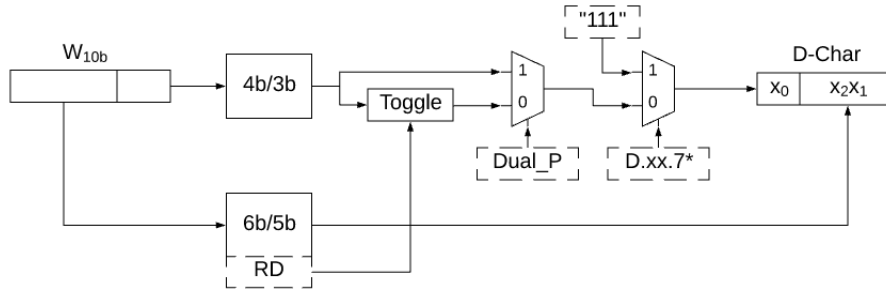 "111"
W10b
D-Char
4b/3b
1
0
Toggle
1
0
x0
x2x1
Dual_P
D.xx.7*
6b/5b
RD